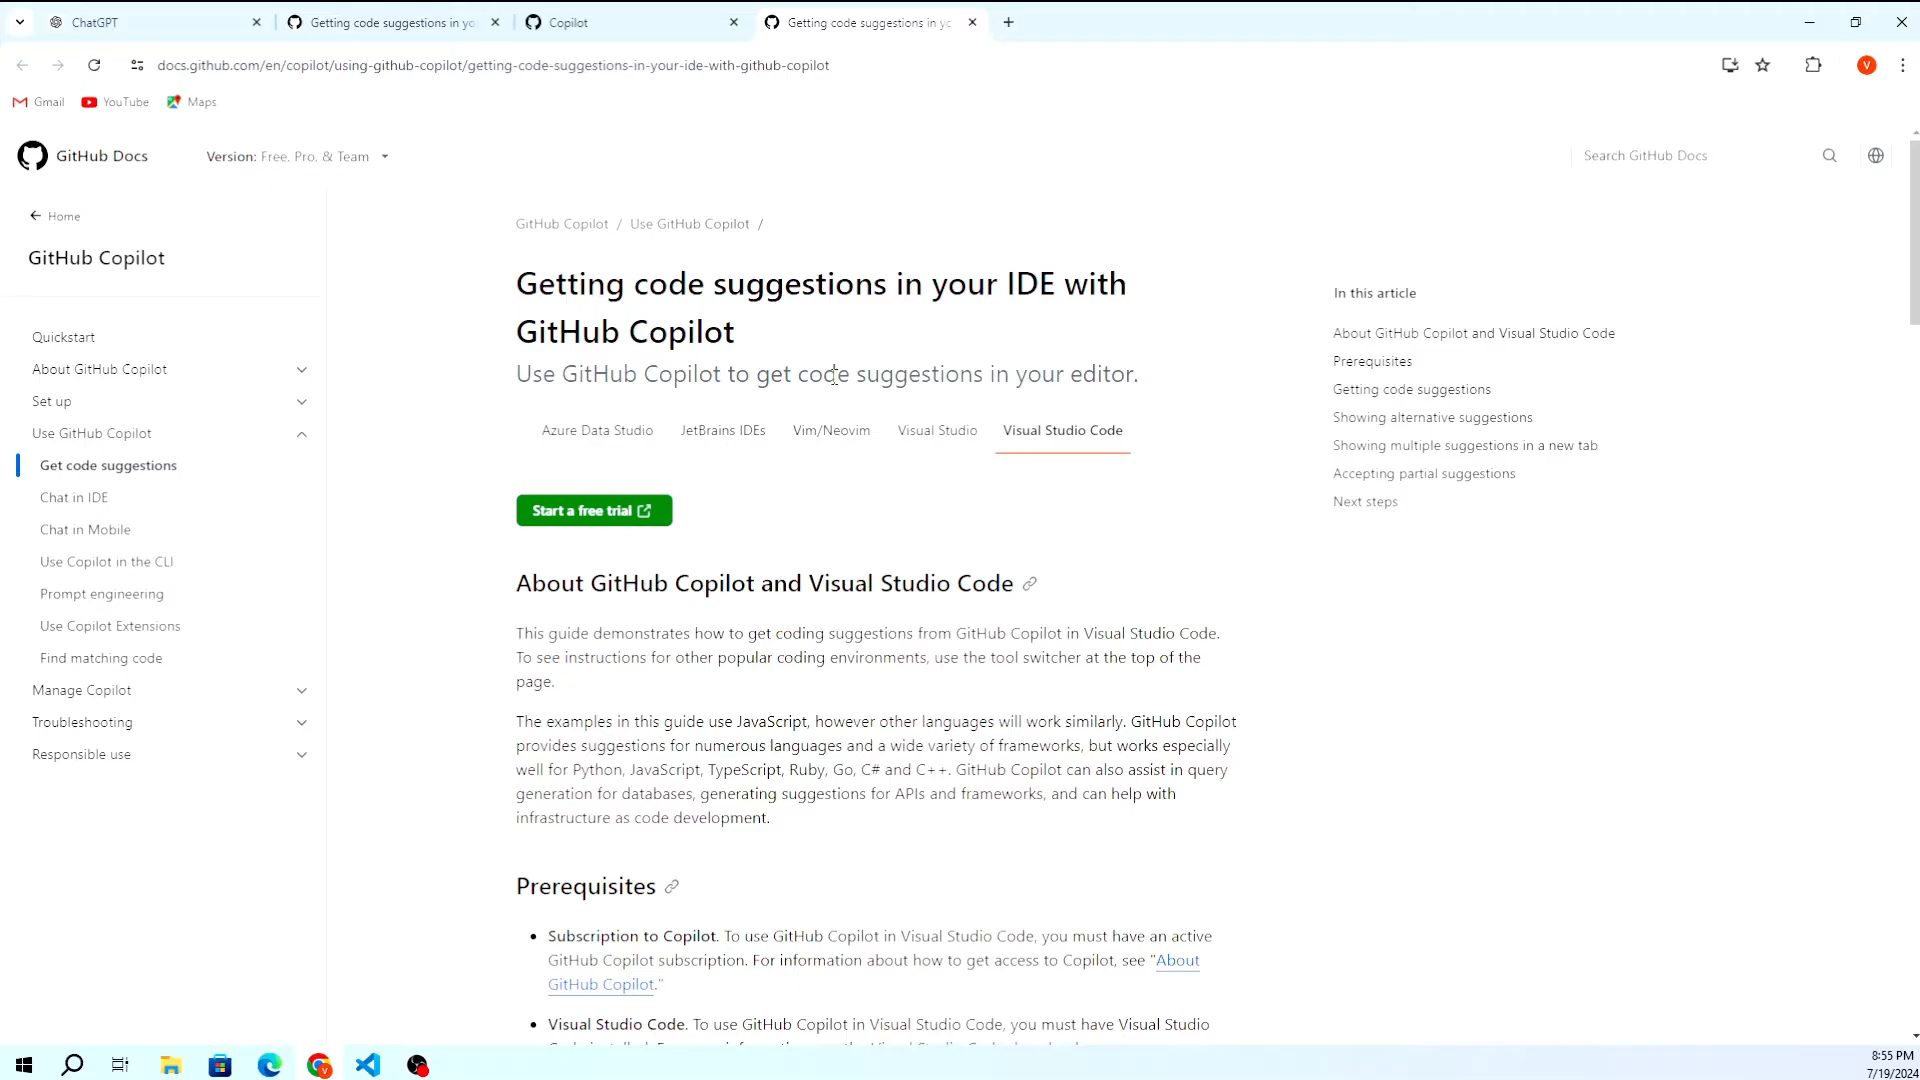 ChatGPT
Getting code suggestions in yo
Copilot
Getting code suggestions in yc
docs.github.com/en/copilot/using-github-copilot/getting-code-suggestions-in-your-ide-with-github-copilot
V
Gmail
YouTube
Maps
GitHub Docs
Version: Free, Pro, & Team
Search GitHub Docs
Home
GitHub Copilot
Quickstart
About GitHub Copilot
Set up
Use GitHub Copilot
Get code suggestions
Chat in IDE
Chat in Mobile
Use Copilot in the CLI
Prompt engineering
Use Copilot Extensions
Find matching code
Manage Copilot
Troubleshooting
Responsible use
GitHub Copilot / Use GitHub Copilot /
Getting code suggestions in your IDE with
GitHub Copilot
Use GitHub Copilot to get code suggestions in your editor.
Azure Data Studio JetBrains IDEs Vim/Neovim Visual Studio Visual Studio Code
Start a free trial
About GitHub Copilot and Visual Studio Code
This guide demonstrates how to get coding suggestions from GitHub Copilot in Visual Studio Code.
To see instructions for other popular coding environments, use the tool switcher at the top of the
page.
The examples in this guide use JavaScript, however other languages will work similarly. GitHub Copilot
provides suggestions for numerous languages and a wide variety of frameworks, but works especially
well for Python, JavaScript, TypeScript, Ruby, Go, C# and C++. GitHub Copilot can also assist in query
generation for databases, generating suggestions for APIs and frameworks, and can help with
infrastructure as code development.
Prerequisites
• Subscription to Copilot. To use GitHub Copilot in Visual Studio Code, you must have an active
GitHub Copilot subscription. For information about how to get access to Copilot, see "About
GitHub Copilot."
• Visual Studio Code. To use GitHub Copilot in Visual Studio Code, you must have Visual Studio
In this article
About GitHub Copilot and Visual Studio Code
Prerequisites
Getting code suggestions
Showing alternative suggestions
Showing multiple suggestions in a new tab
Accepting partial suggestions
Next steps
V
8:55 PM
7/19/2024